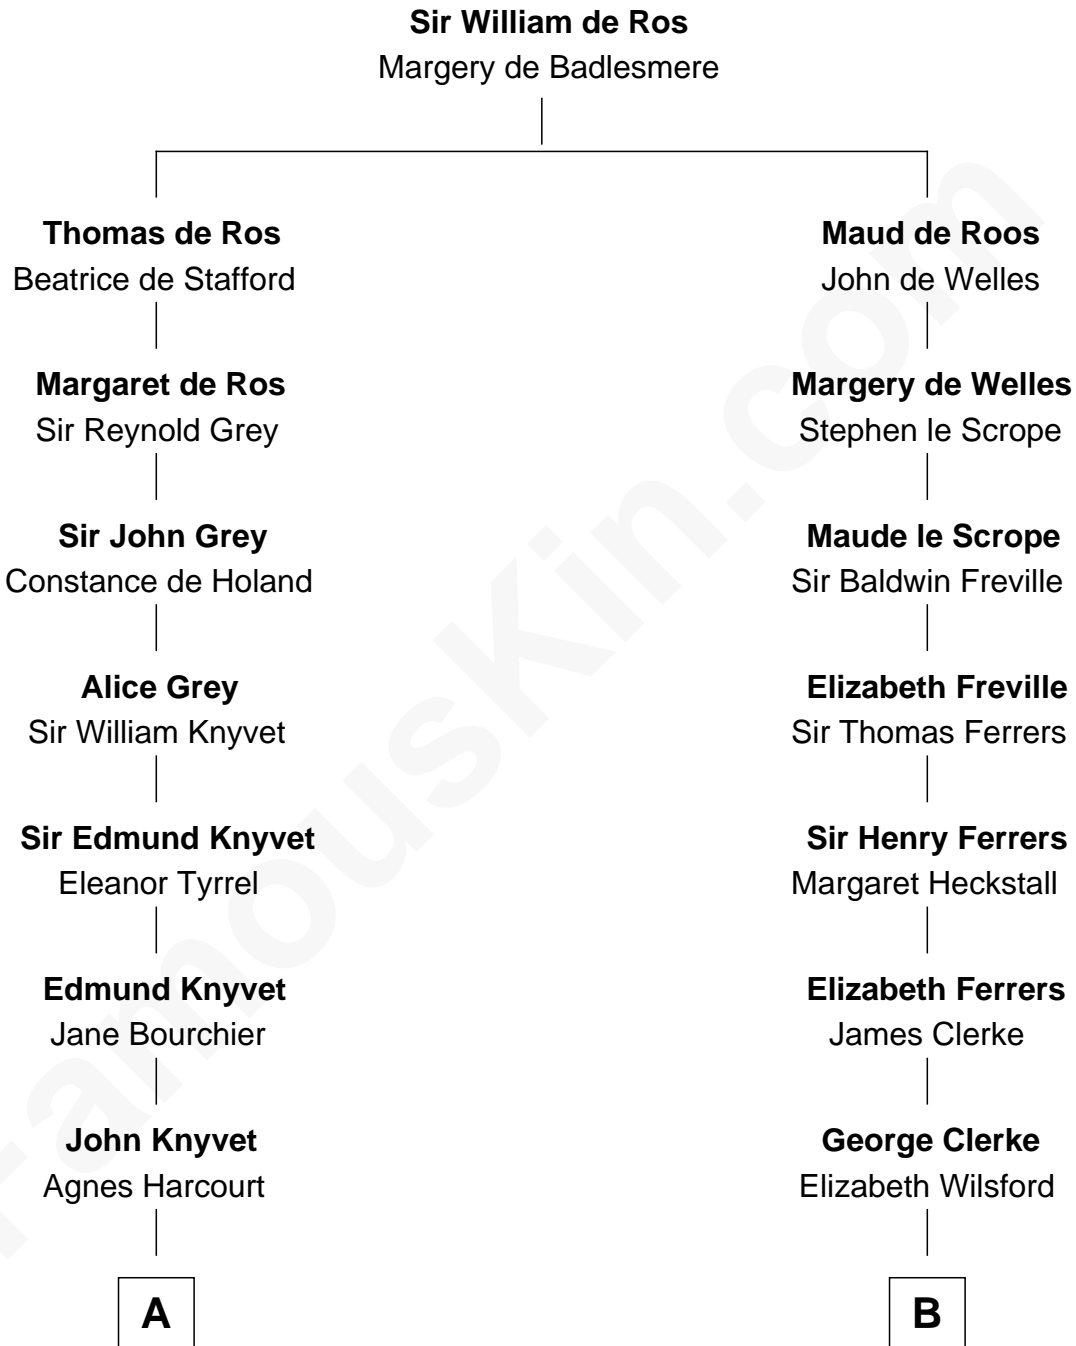 Sir William de Ros
Margery de Badlesmere
Thomas de Ros
Beatrice de Stafford
Margaret de Ros
Sir Reynold Grey
Sir John Grey
Constance de Holand
Alice Grey
Sir William Knyvet
Sir Edmund Knyvet
Eleanor Tyrrel
Edmund Knyvet
Jane Bourchier
John Knyvet
Agnes Harcourt
A
Maud de Roos
John de Welles
Margery de Welles
Stephen le Scrope
Maude le Scrope
Sir Baldwin Freville
Elizabeth Freville
Sir Thomas Ferrers
Sir Henry Ferrers
Margaret Heckstall
Elizabeth Ferrers
James Clerke
George Clerke
Elizabeth Wilsford
B
FamousKin.com